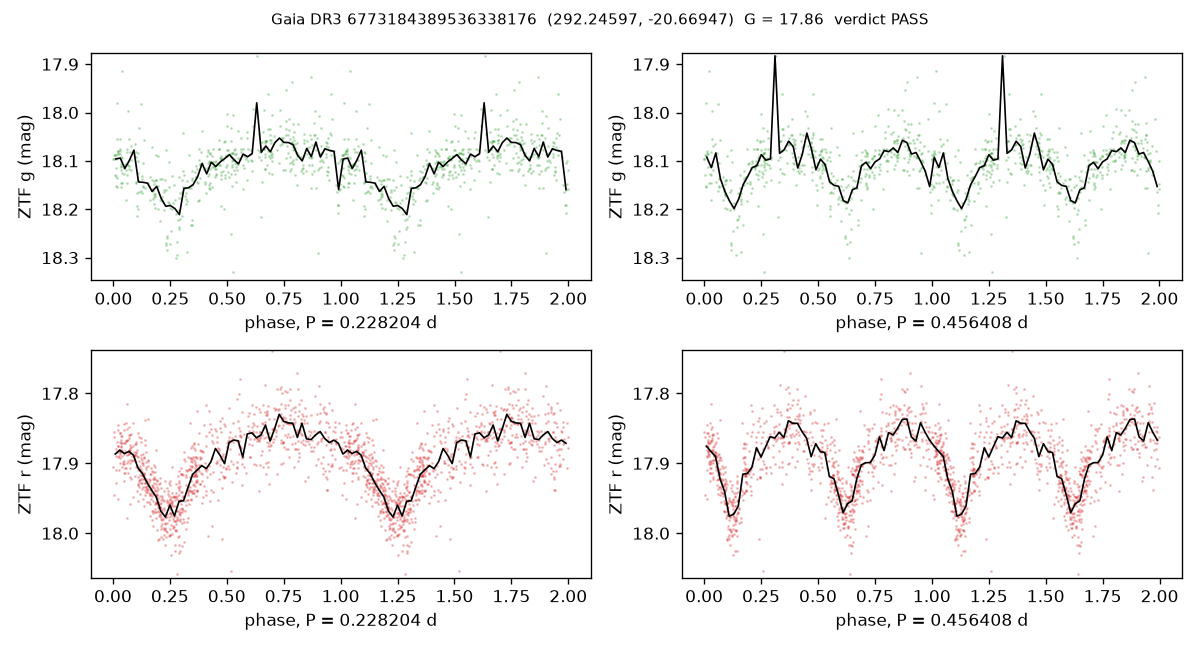 Gaia DR3 6773184389536338176 (292.24597, -20.66947) G = 17.86 verdict PASS
ZTF g (mag)
17.9
18.0
18.1
18.2
18.3
0.00 0.25 0.50 0.75 1.00 1.25 1.50 1.75 2.00
phase, P = 0.228204 d
ZTF g (mag)
17.9
18.0
18.1
18.2
18.3
0.00 0.25 0.50 0.75 1.00 1.25 1.50 1.75 2.00
phase, P = 0.456408 d
ZTF r (mag)
17.8
17.9
18.0
0.00 0.25 0.50 0.75 1.00 1.25 1.50 1.75 2.00
phase, P = 0.228204 d
ZTF r (mag)
17.8
17.9
18.0
0.00 0.25 0.50 0.75 1.00 1.25 1.50 1.75 2.00
phase, P = 0.456408 d